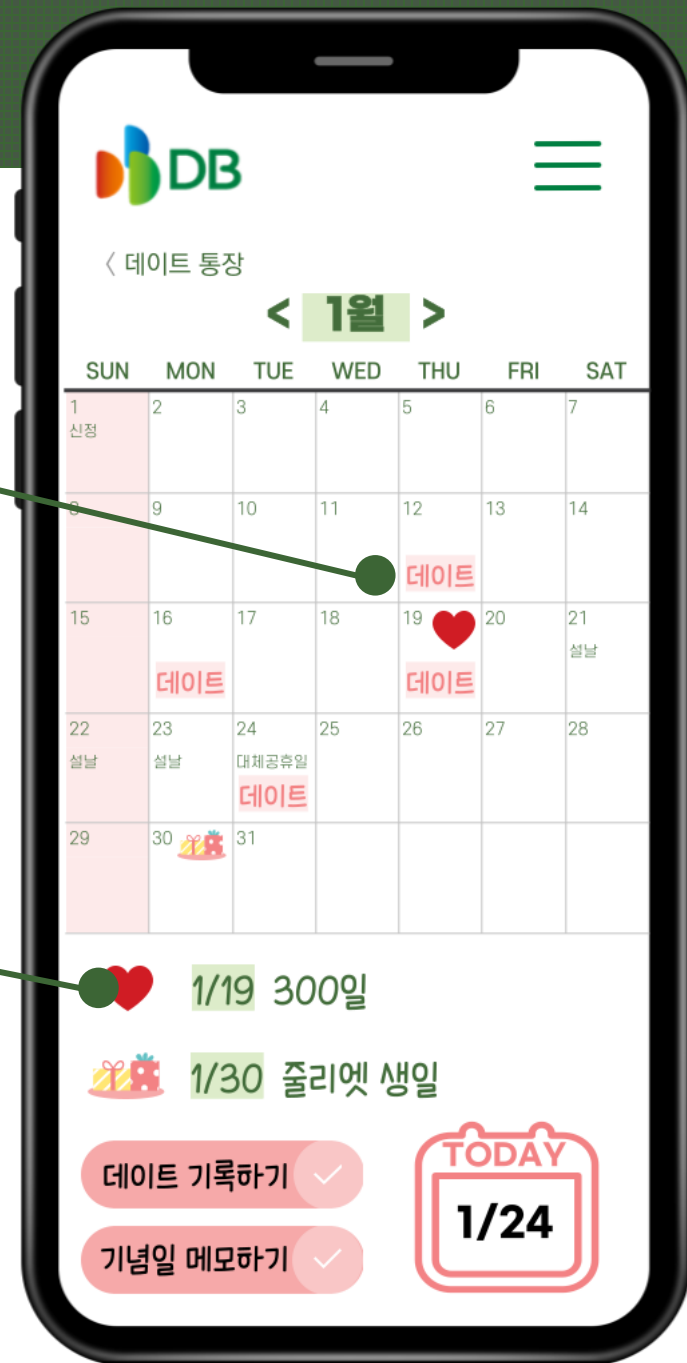 DB
〈 데이트 통장
< 1월 >
SUN MON TUE WED THU FRI SAT
1 2 3 4 5 6 7
신정
8 9 10 11 12 13 14
데이트
15 16 17 18 19 20 21
설날
데이트 데이트
22 23 24 25 26 27 28
설날 설날 대체공휴일
데이트
29 30 31
1/19 300일
1/30 줄리엣 생일
TODAY
데이트 기록하기
1/24
기념일 메모하기